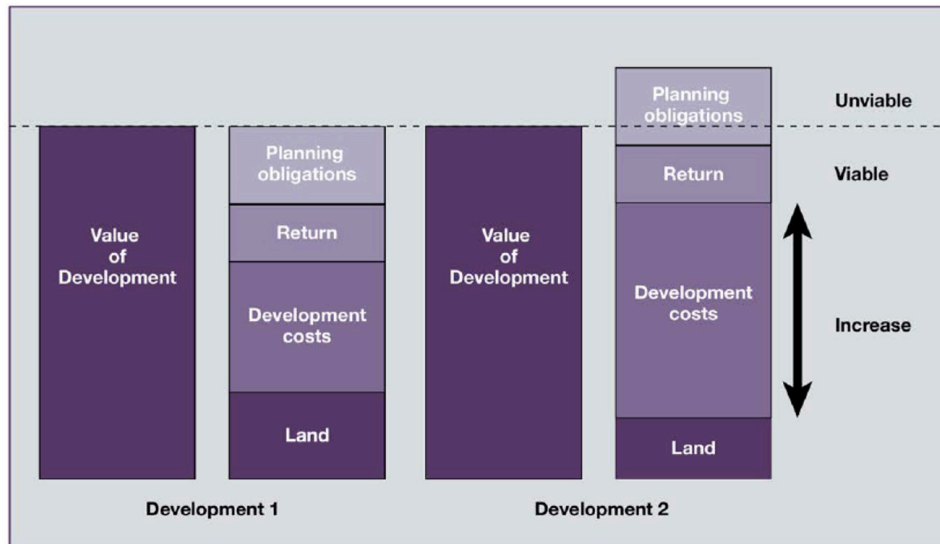 Value
of
Development
Planning
obligations
Return
Development
costs
Land
Development 1
Value
of
Development
Planning
obligations
Return
Development
costs
Land
Development 2
Unviable
Viable
Increase